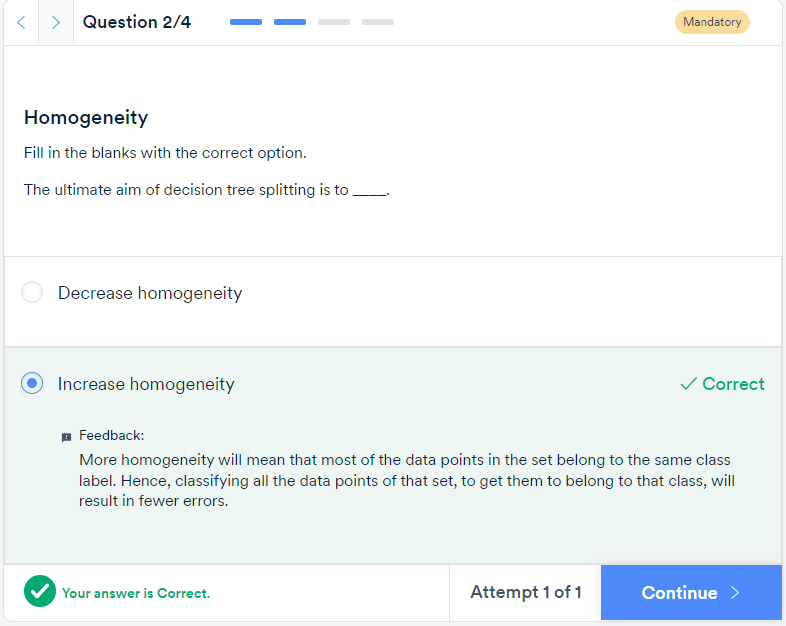 Question 2/4
Mandatory
Homogeneity
Fill in the blanks with the correct option.
The ultimate aim of decision tree splitting is to ____.
Decrease homogeneity
Increase homogeneity
Correct
Feedback:
More homogeneity will mean that most of the data points in the set belong to the same class
label. Hence, classifying all the data points of that set, to get them to belong to that class, will
result in fewer errors.
Your answer is Correct.
Attempt 1 of 1
Continue